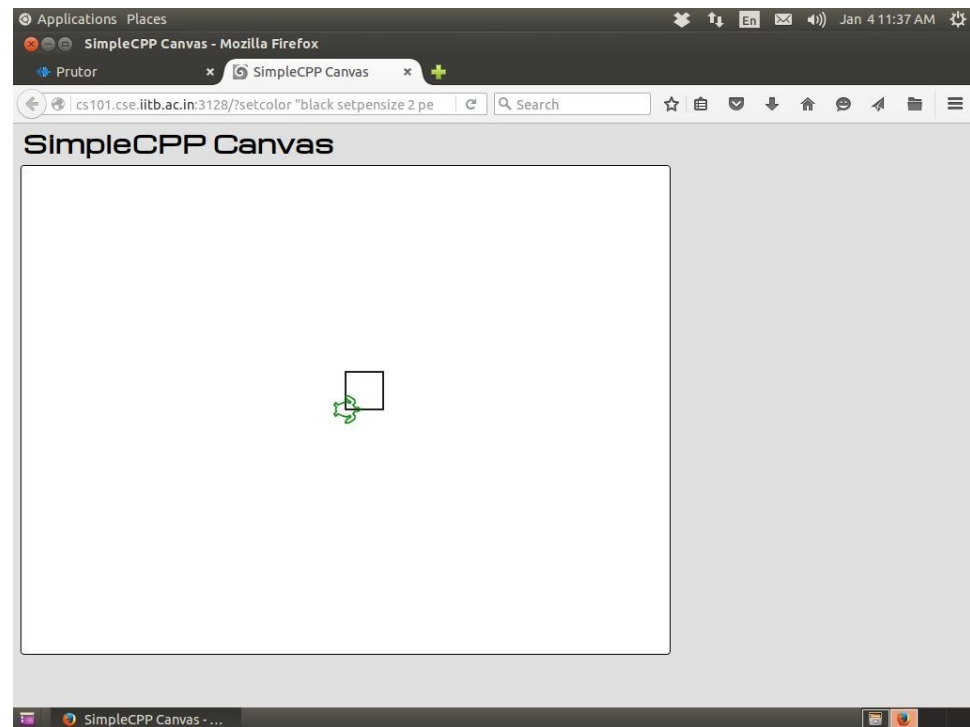 Applications Places En Jan 4 11:37 AM
SimpleCPP Canvas - Mozilla Firefox
Prutor SimpleCPP Canvas
cs101.cse.iitb.ac.in:3128/?setcolor "black setpensize 2 pe Search
SimpleCPP Canvas
SimpleCPP Canvas - ...